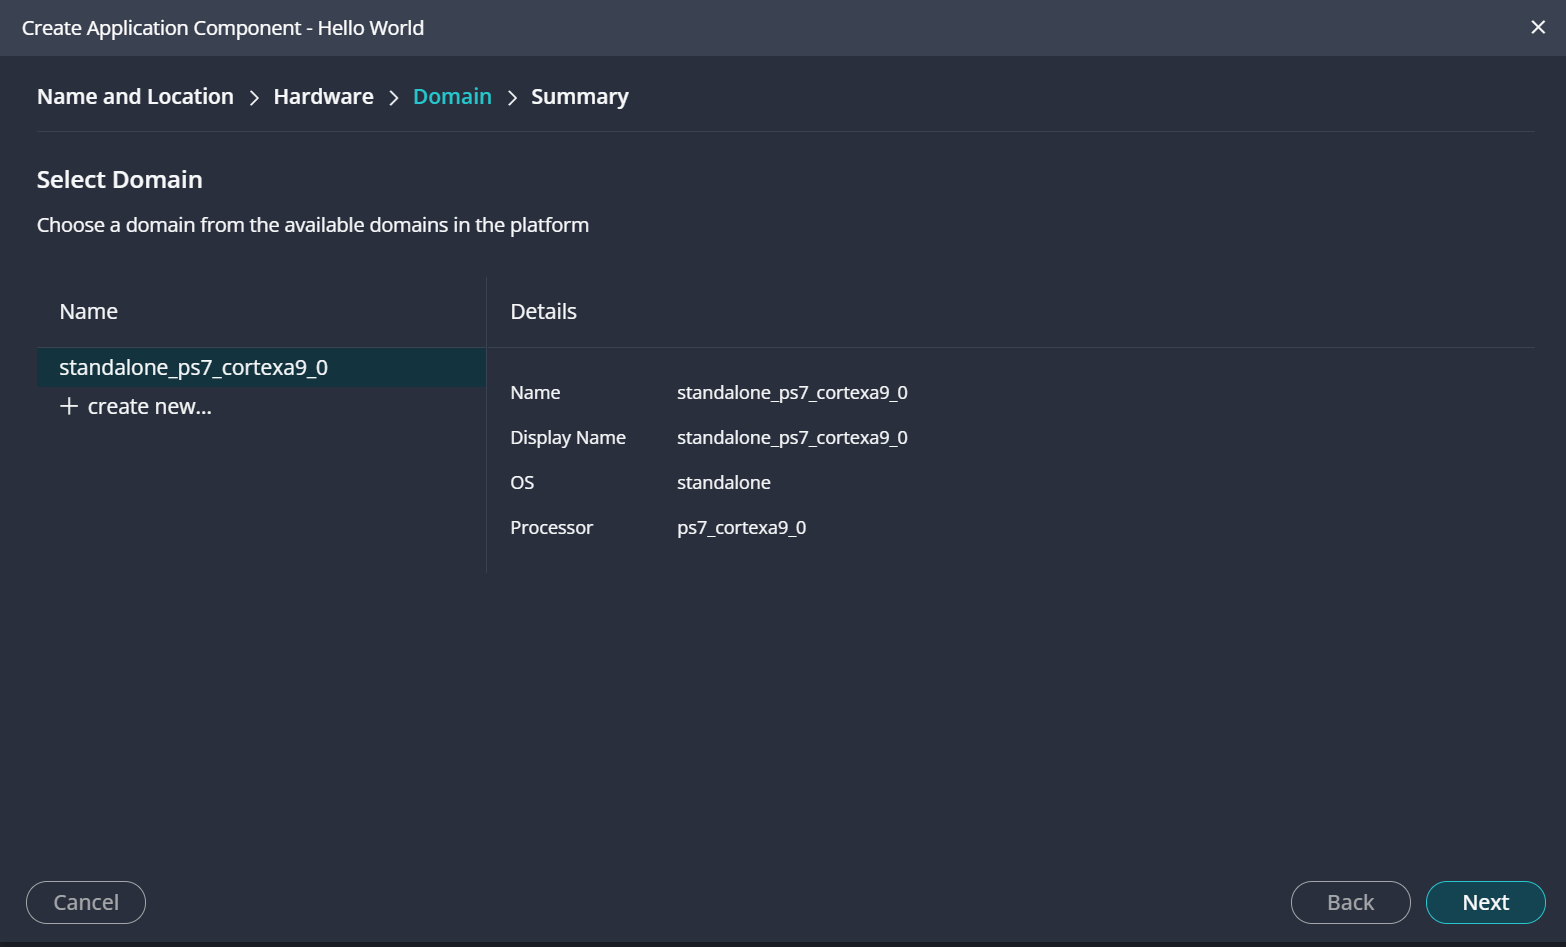 Create Application Component - Hello World
Name and Location > Hardware > Domain > Summary
Select Domain
Choose a domain from the available domains in the platform
Name
standalone_ps7_cortexa9_0
+ create new...
Details
Name standalone_ps7_cortexa9_0
Display Name standalone_ps7_cortexa9_0
OS standalone
Processor ps7_cortexa9_0
Cancel Back Next